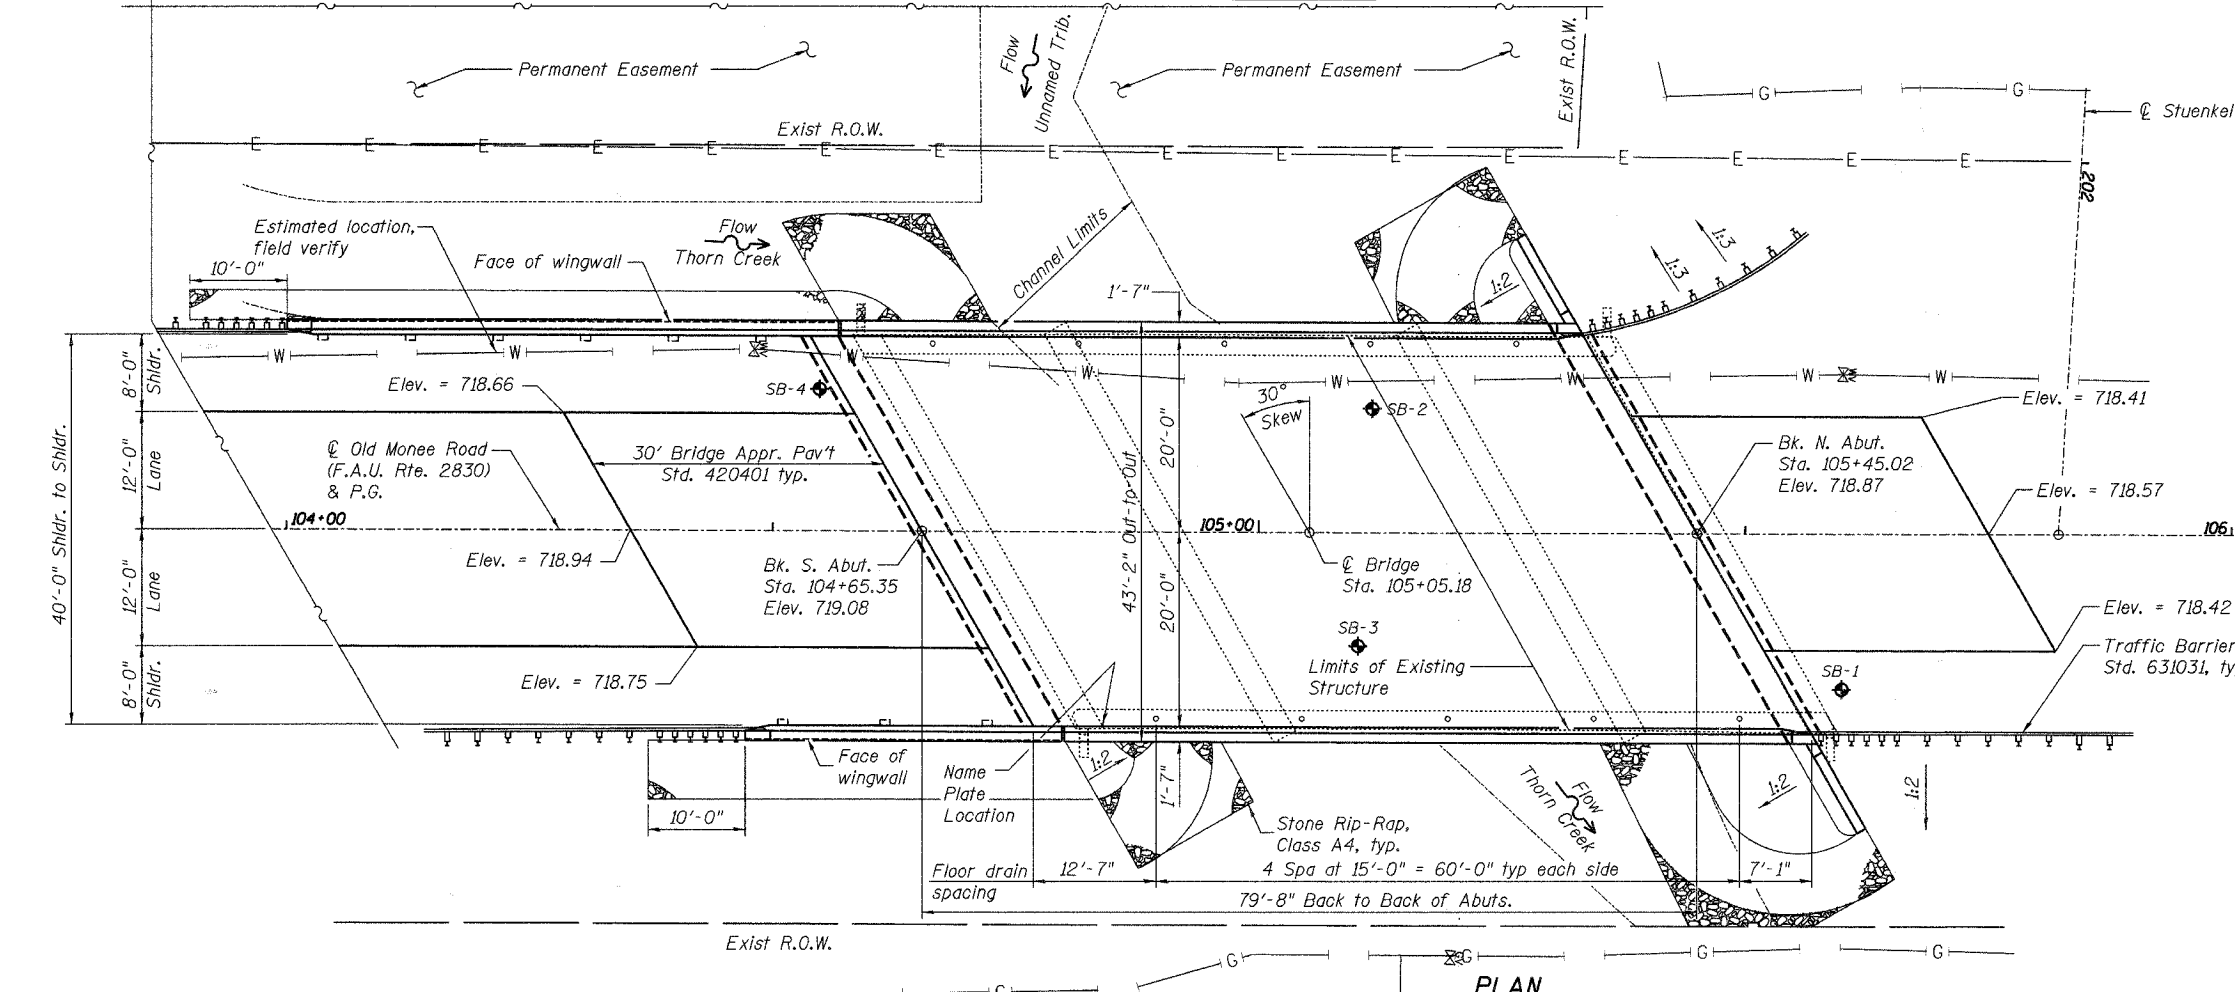 Permanent Easement
Flow
Unnamed Trib.
Permanent Easement
Exist R.O.W.
G
G
℄ Stuenkel
Exist R.O.W.
E E E E E E E E E E E E E E E E
202
Estimated location,
field verify
10'-0"
Face of wingwall
Flow
Thorn Creek
Channel Limits
1'-7"
1:2
1:3
1:3
W W W W W W W W W
8'-0"
Shldr.
Elev. = 718.66
SB-4
30°
Skew
SB-2
Elev. = 718.41
40'-0" Shldr. to Shldr.
12'-0"
Lane
℄ Old Monee Road
(F.A.U. Rte. 2830)
& P.G.
30' Bridge Appr. Pav't
Std. 420401 typ.
43'-2" Out-to-Out
20'-0"
Bk. N. Abut.
Sta. 105+45.02
Elev. 718.87
Elev. = 718.57
104+00
105+00
106
12'-0"
Lane
Elev. = 718.94
Bk. S. Abut.
Sta. 104+65.35
Elev. 719.08
20'-0"
℄ Bridge
Sta. 105+05.18
Elev. = 718.42
SB-3
Limits of Existing
Structure
SB-1
Traffic Barrier
Std. 631031, ty
8'-0"
Shldr.
Elev. = 718.75
Face of
wingwall
Name
Plate
Location
1:2
1'-7"
10'-0"
Flow
Thorn Creek
1:2
1:2
Stone Rip-Rap,
Class A4, typ.
Floor drain
spacing
12'-7"
4 Spa at 15'-0" = 60'-0" typ each side
7'-1"
79'-8" Back to Back of Abuts.
Exist R.O.W.
G G G G
G
PLAN